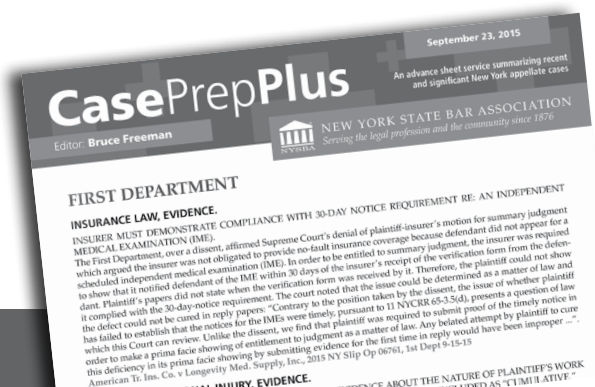 September 23, 2015
CasePrepPlus
An advance sheet service summarizing recent
and significant New York appellate cases
Editor: Bruce Freeman
NYSBA
NEW YORK STATE BAR ASSOCIATION
Serving the legal profession and the community since 1876
FIRST DEPARTMENT
INSURANCE LAW, EVIDENCE.
INSURER MUST DEMONSTRATE COMPLIANCE WITH 30-DAY NOTICE REQUIREMENT RE: AN INDEPENDENT
MEDICAL EXAMINATION (IME).
The First Department, over a dissent, affirmed Supreme Court's denial of plaintiff-insurer's motion for summary judgment
which argued the insurer was not obligated to provide no-fault insurance coverage because defendant did not appear for a
scheduled independent medical examination (IME). In order to be entitled to summary judgment, the insurer was required
to show that it notified defendant of the IME within 30 days of the insurer's receipt of the verification form from the defen-
dant. Plaintiff's papers did not state when the verification form was received by it. Therefore, the plaintiff could not show
it complied with the 30-day-notice requirement. The court noted that the issue could be determined as a matter of law and
the defect could not be cured in reply papers: "Contrary to the position taken by the dissent, the issue of whether plaintiff
has failed to establish that the notices for the IMEs were timely, pursuant to 11 NYCRR 65-3.5(d), presents a question of law
which this Court can review. Unlike the dissent, we find that plaintiff was required to submit proof of the timely notice in
order to make a prima facie showing of entitlement to judgment as a matter of law. Any belated attempt by plaintiff to cure
this deficiency in its prima facie showing by submitting evidence for the first time in reply would have been improper ...".
American Tr. Ins. Co. v Longevity Med. Supply, Inc., 2015 NY Slip Op 06761, 1st Dept 9-15-15
INJURY, EVIDENCE.
EVIDENCE ABOUT THE NATURE OF PLAINTIFF'S WORK
AS "CUMULATIVE."